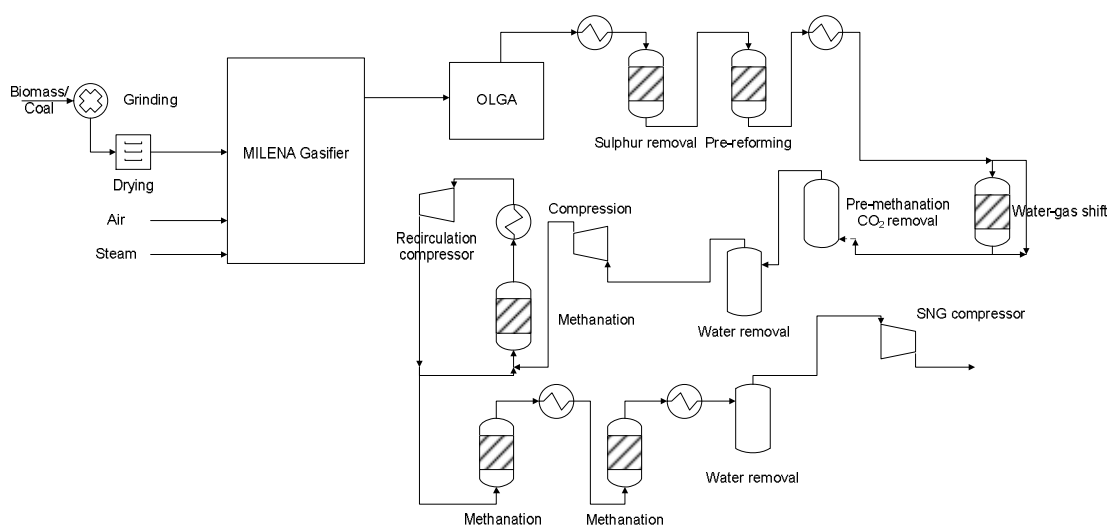 Biomass/
Coal
Grinding
Drying
Air
Steam
MILENA Gasifier
OLGA
Sulphur removal
Pre-reforming
Water-gas shift
Pre-methanation
CO₂ removal
Water removal
Compression
Recirulation
compressor
Methanation
Methanation
Methanation
Water removal
SNG compressor